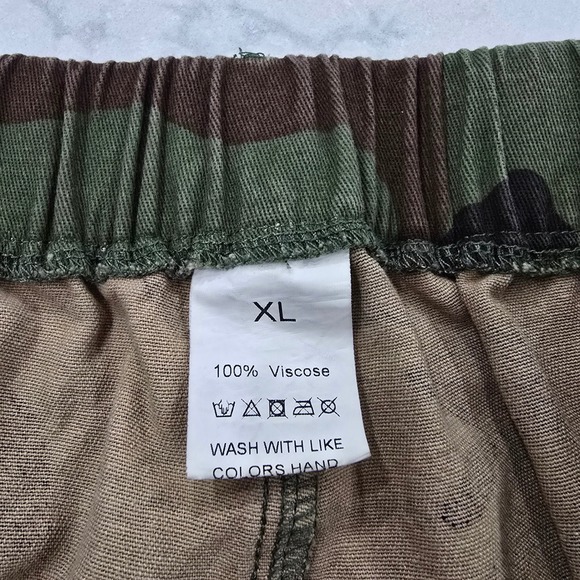 XL
100% Viscose
WASH WITH LIKE
COLORS HAND